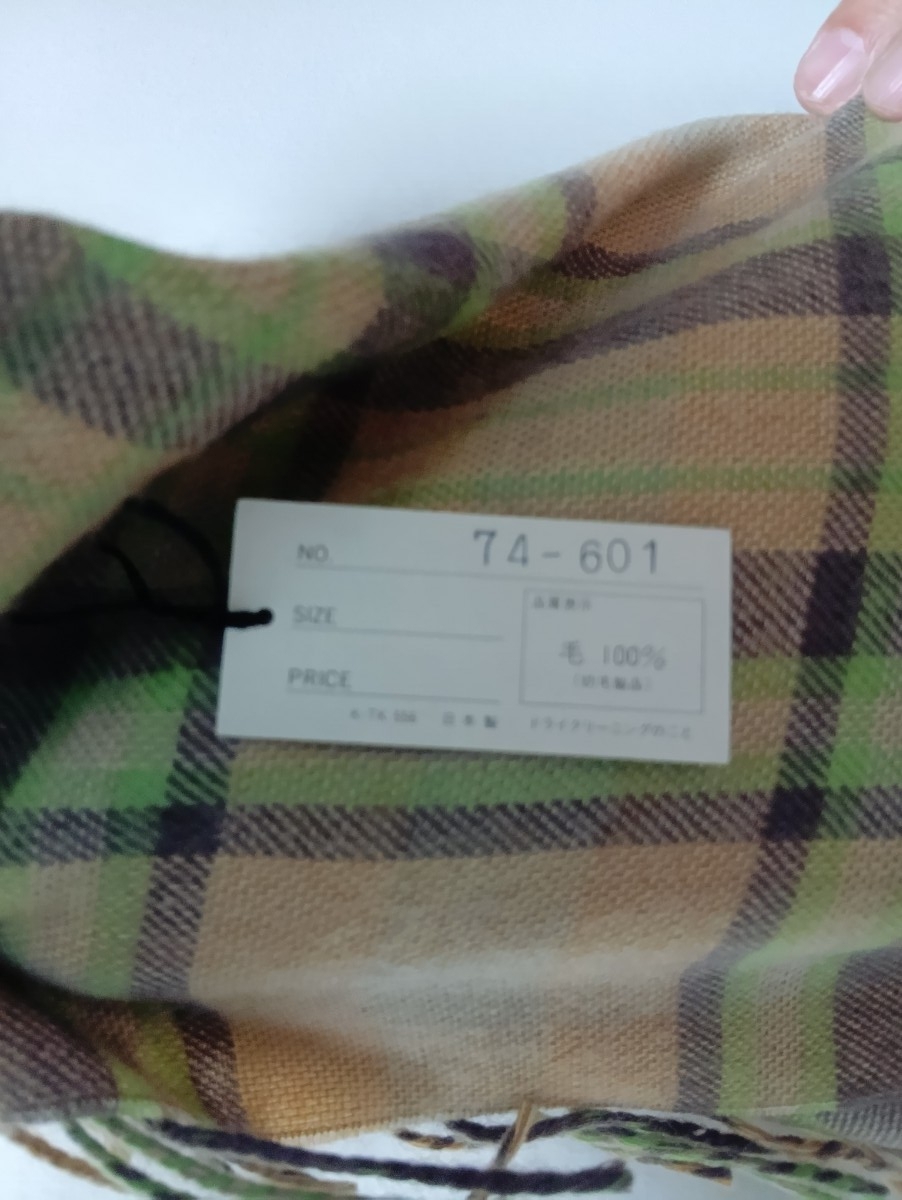 NO. 74-601
SIZE
品質表示
毛 100%
(紡毛製品)
PRICE
日本製 ドライクリーニングのこと